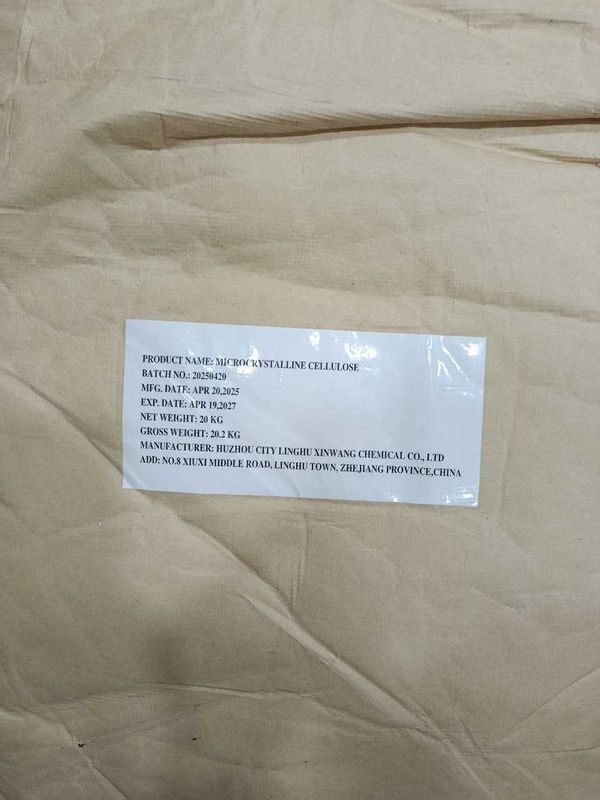 PRODUCT NAME: MICROCRYSTALLINE CELLULOSE
BATCH NO.: 20250420
MFG. DATE: APR 20,2025
EXP. DATE: APR 19,2027
NET WEIGHT: 20 KG
GROSS WEIGHT: 20.2 KG
MANUFACTURER: HUZHOU CITY LINGHU XINWANG CHEMICAL CO., LTD
ADD: NO.8 XIUXI MIDDLE ROAD, LINGHU TOWN, ZHEJIANG PROVINCE,CHINA